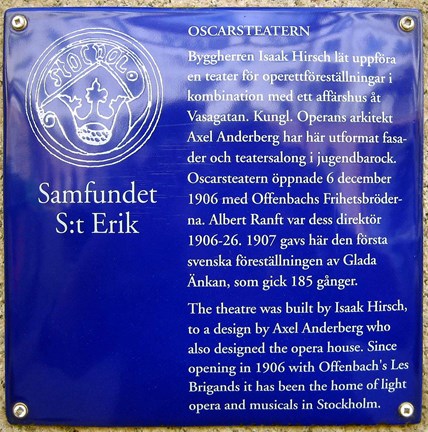 STOCHOL
Samfundet
S:t Erik
OSCARSTEATERN
Byggherren Isaak Hirsch lät uppföra
en teater för operettföreställningar i
kombination med ett affärshus åt
Vasagatan. Kungl. Operans arkitekt
Axel Anderberg har här utformat fasa-
der och teatersalong i jugendbarock.
Oscarsteatern öppnade 6 december
1906 med Offenbachs Frihetsbröder-
na. Albert Ranft var dess direktör
1906-26. 1907 gavs här den första
svenska föreställningen av Glada
Änkan, som gick 185 gånger.
The theatre was built by Isaak Hirsch,
to a design by Axel Anderberg who
also designed the opera house. Since
opening in 1906 with Offenbach's Les
Brigands it has been the home of light
opera and musicals in Stockholm.